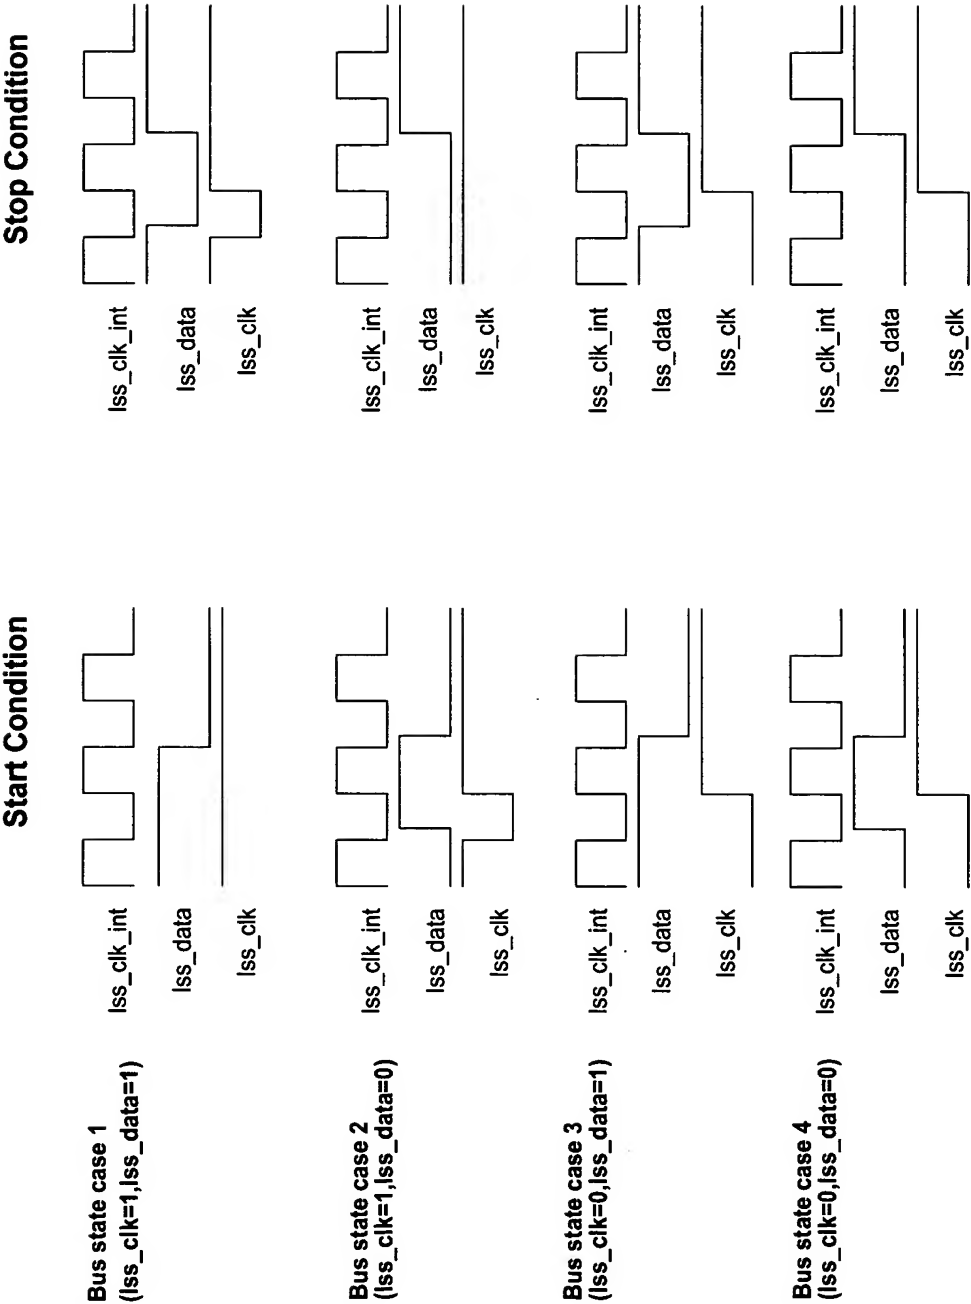 Start Condition
Stop Condition
Bus state case 1
(lss_clk=1,lss_data=1)
lss_clk_int
lss_data
lss_clk
lss_clk_int
lss_data
lss_clk
Bus state case 2
(lss_clk=1,lss_data=0)
lss_clk_int
lss_data
lss_clk
lss_clk_int
lss_data
lss_clk
Bus state case 3
(lss_clk=0,lss_data=1)
lss_clk_int
lss_data
lss_clk
lss_clk_int
lss_data
lss_clk
Bus state case 4
(lss_clk=0,lss_data=0)
lss_clk_int
lss_data
lss_clk
lss_clk_int
lss_data
lss_clk